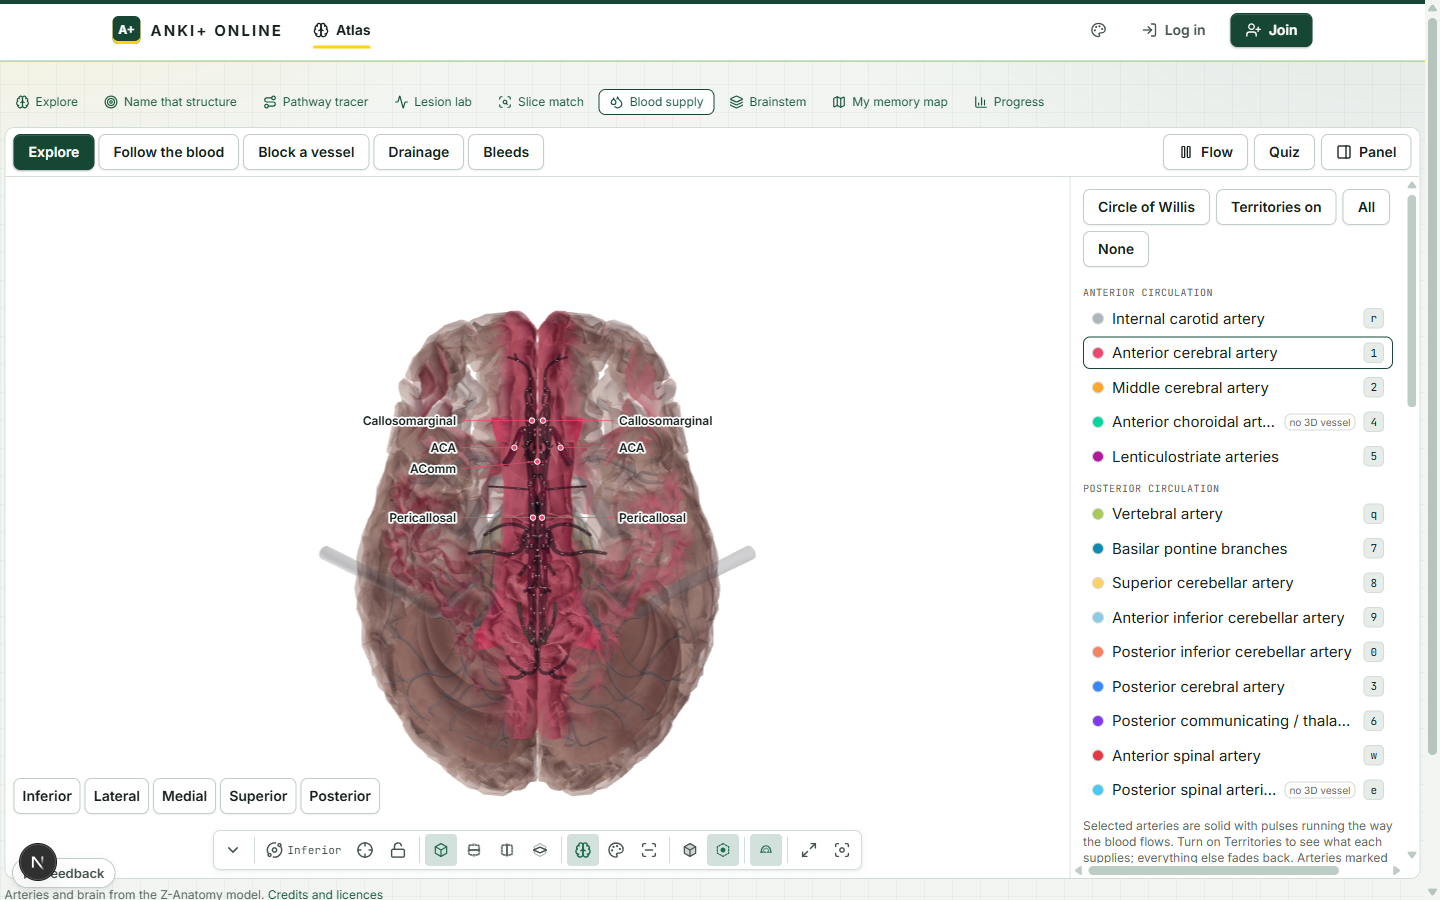 A+ ANKI+ ONLINE Atlas Log in Join
Explore Name that structure Pathway tracer Lesion lab Slice match Blood supply Brainstem My memory map Progress
Explore Follow the blood Block a vessel Drainage Bleeds Flow Quiz Panel
Circle of Willis Territories on All
None
ANTERIOR CIRCULATION
Internal carotid artery r
Anterior cerebral artery 1
Middle cerebral artery 2
Anterior choroidal art... no 3D vessel 4
Lenticulostriate arteries 5
POSTERIOR CIRCULATION
Vertebral artery q
Basilar pontine branches 7
Superior cerebellar artery 8
Anterior inferior cerebellar artery 9
Posterior inferior cerebellar artery 0
Posterior cerebral artery 3
Posterior communicating / thala... 6
Anterior spinal artery w
Posterior spinal arteri... no 3D vessel e
Selected arteries are solid with pulses running the way
the blood flows. Turn on Territories to see what each
supplies; everything else fades back. Arteries marked
Callosomarginal Callosomarginal
ACA ACA
AComm
Pericallosal Pericallosal
Inferior Lateral Medial Superior Posterior
Inferior
N eedback
Arteries and brain from the Z-Anatomy model. Credits and licences